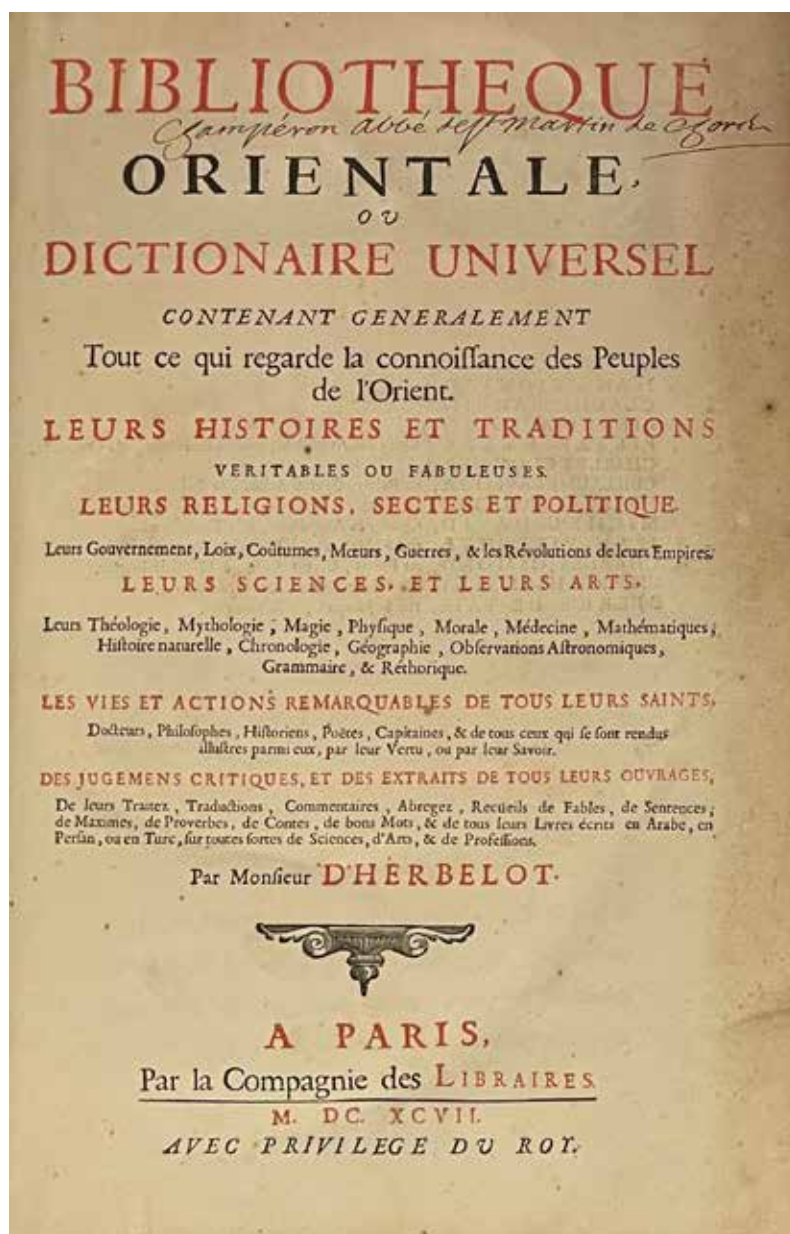 BIBLIOTHEQUE
Champéron abbé de St martin de
ORIENTALE,
OU
DICTIONAIRE UNIVERSEL
CONTENANT GENERALEMENT
Tout ce qui regarde la connoiſſance des Peuples
de l'Orient.
LEURS HISTOIRES ET TRADITIONS
VERITABLES OU FABULEUSES.
LEURS RELIGIONS, SECTES ET POLITIQUE.
Leurs Gouvernement, Loix, Coûtumes, Mœurs, Guerres, & les Révolutions de leurs Empires;
LEURS SCIENCES, ET LEURS ARTS,
Leurs Théologie, Mythologie, Magie, Phyſique, Morale, Médecine, Mathématiques,
Hiſtoire naturelle, Chronologie, Géographie, Obſervations Aſtronomiques,
Grammaire, & Réthorique.
LES VIES ET ACTIONS REMARQUABLES DE TOUS LEURS SAINTS,
Docteurs, Philoſophes, Hiſtoriens, Poëtes, Capitaines, & de tous ceux qui ſe ſont rendus
illuſtres parmi eux, par leur Vertu, ou par leur Savoir.
DES JUGEMENS CRITIQUES, ET DES EXTRAITS DE TOUS LEURS OUVRAGES,
De leurs Traitez, Traductions, Commentaires, Abregez, Recüeils de Fables, de Sentences,
de Maximes, de Proverbes, de Contes, de bons Mots, & de tous leurs Livres écrits en Arabe, en
Perſan, ou en Turc, ſur toutes ſortes de Sciences, d'Arts, & de Profeſſions.
Par Monſieur D'HERBELOT.
A PARIS,
Par la Compagnie des LIBRAIRES.
M. DC. XCVII.
AVEC PRIVILEGE DU ROY.